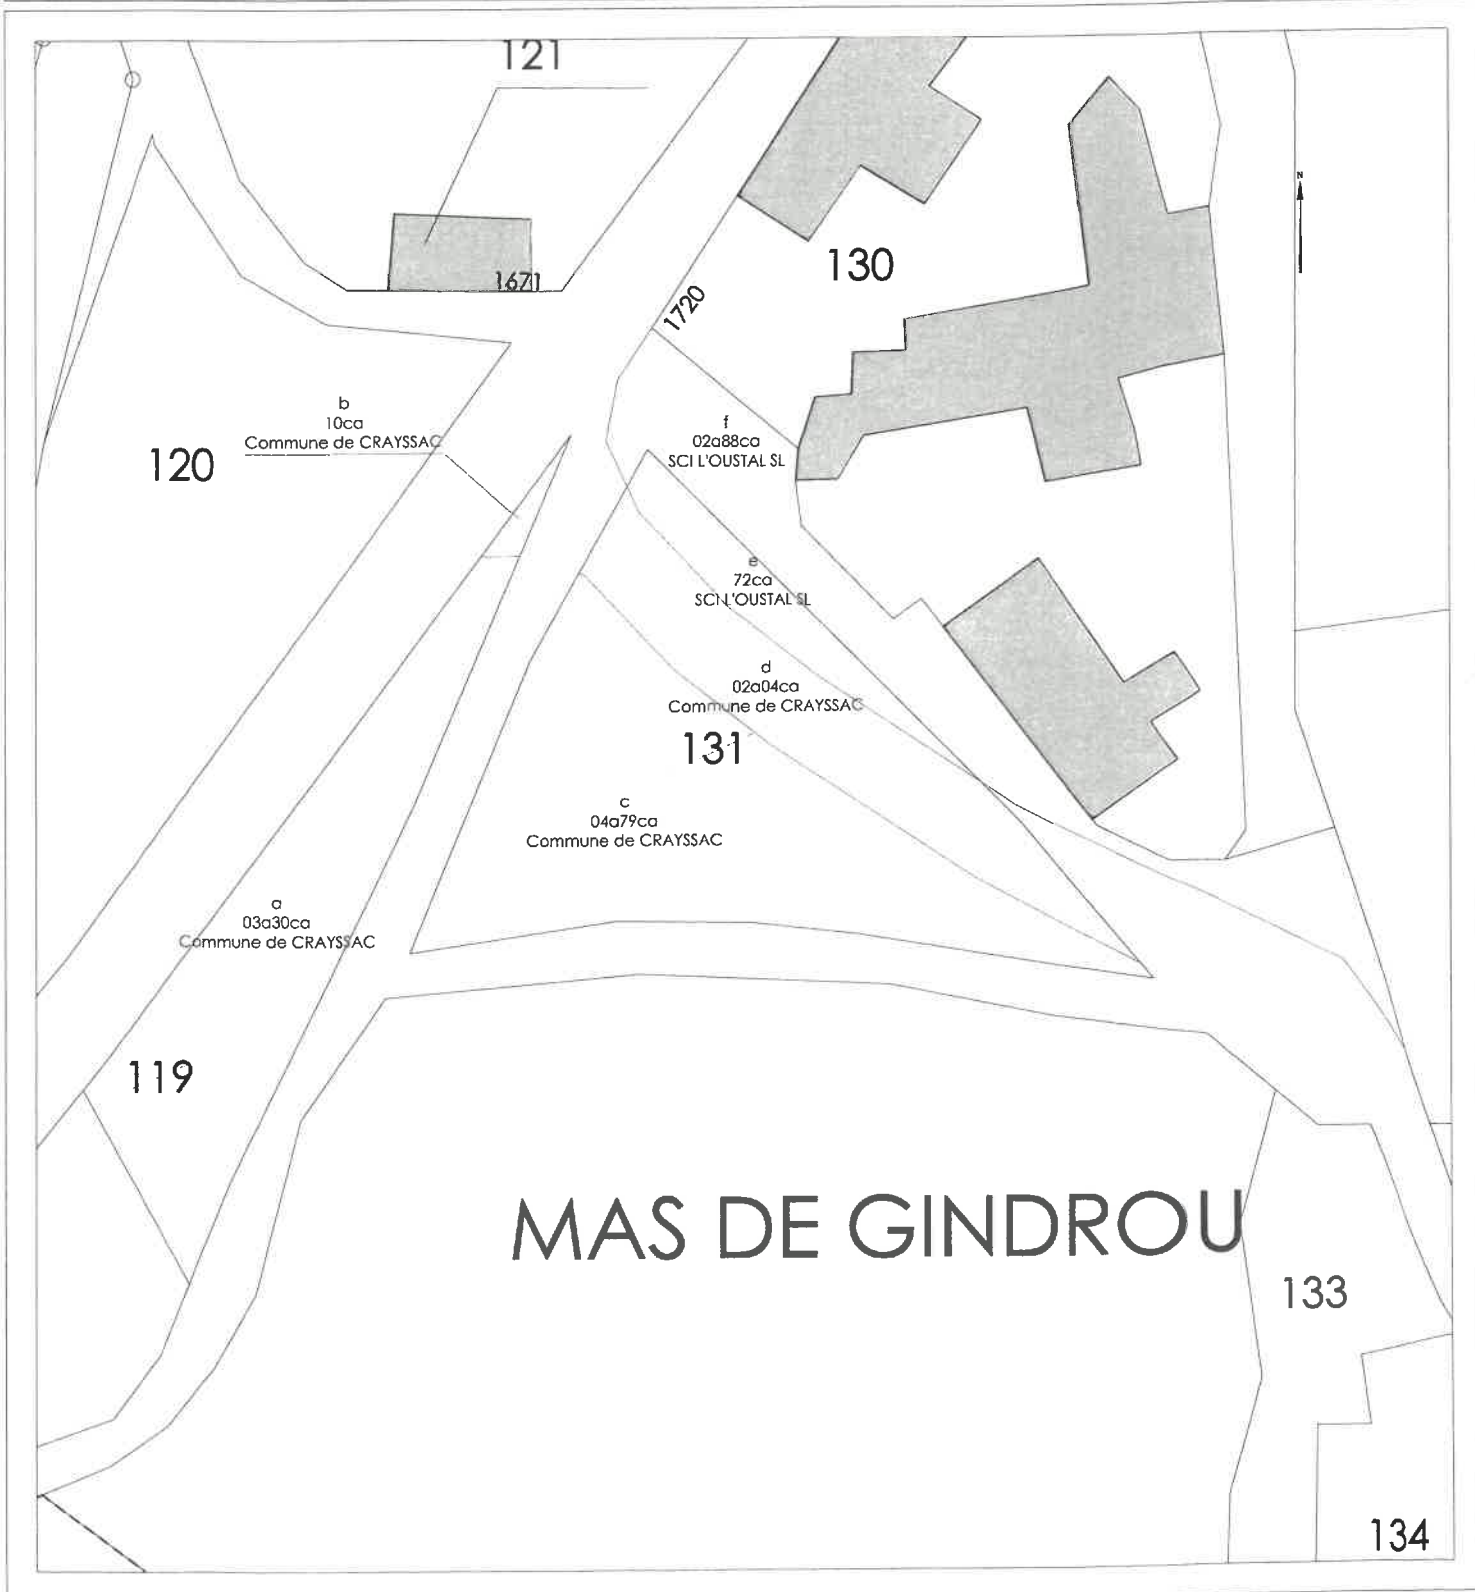 121
N
1671
130
1720
b
10ca
Commune de CRAYSSAC
120
f
02a88ca
SCI L'OUSTAL SL
e
72ca
SCI L'OUSTAL SL
d
02a04ca
Commune de CRAYSSAC
131
c
04a79ca
Commune de CRAYSSAC
a
03a30ca
Commune de CRAYSSAC
119
MAS DE GINDROU
133
134